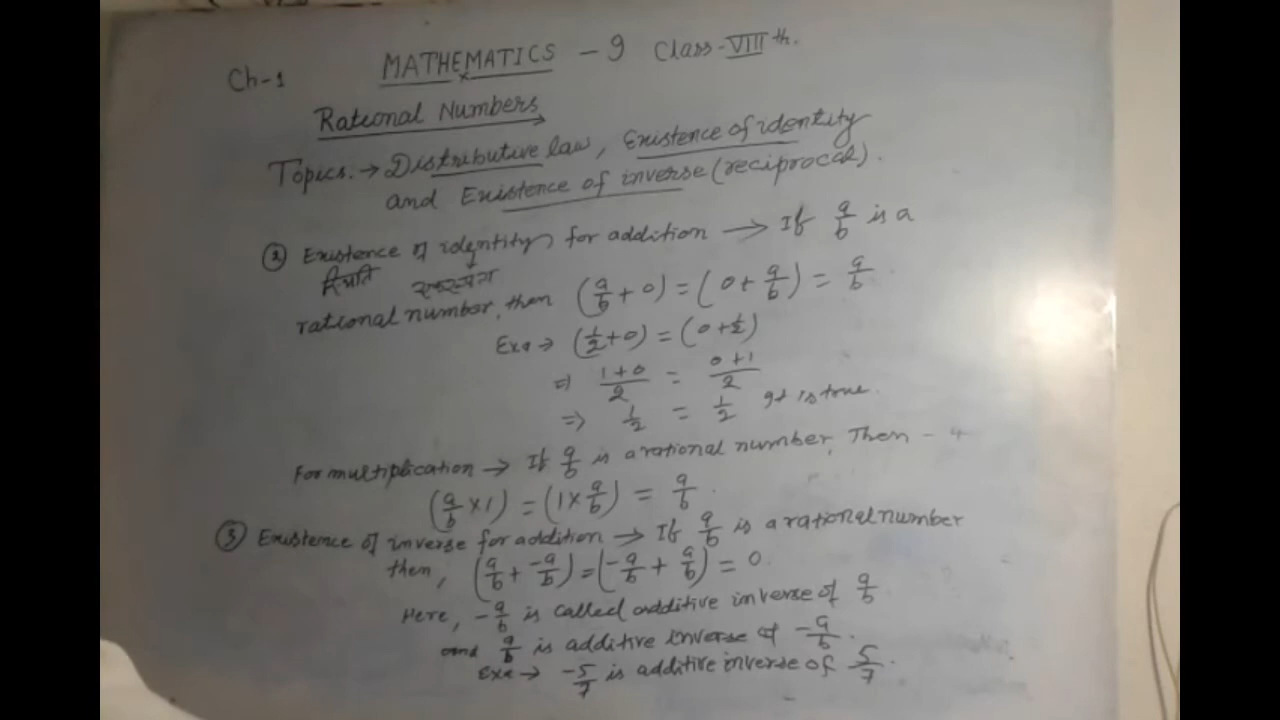 MATHEMATICS - 9 Class-VIIIth.
Ch-1
Rational Numbers
Topics.→ Distributive law, Existence of identity
and Existence of inverse (reciprocal).
② Existence of identity for addition → If a/b is a
स्थिति
rational number, then (a/b + 0) = (0 + a/b) = a/b
Exa → (1/2 + 0) = (0 + 1/2)
⇒ (1+0)/2 = (0+1)/2
⇒ 1/2 = 1/2 It is true.
For multiplication → If a/b is a rational number, Then -
(a/b × 1) = (1 × a/b) = a/b.
③ Existence of inverse for addition → If a/b is a rational number
then, (a/b + -a/b) = (-a/b + a/b) = 0.
Here, -a/b is called additive inverse of a/b
and a/b is additive inverse of -a/b.
Exa → -5/7 is additive inverse of 5/7.